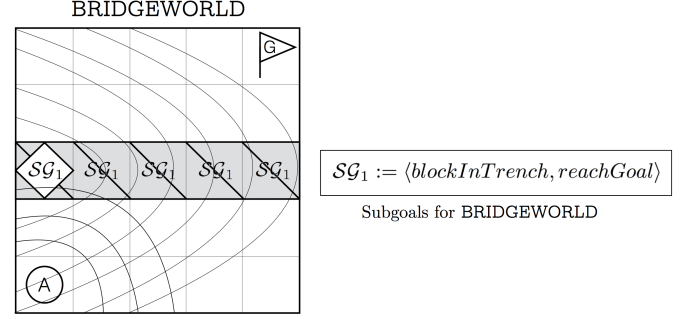 BRIDGEWORLD
G
𝒮𝒢₁ 𝒮𝒢₁ 𝒮𝒢₁ 𝒮𝒢₁ 𝒮𝒢₁
A
𝒮𝒢₁ := ⟨blockInTrench, reachGoal⟩
Subgoals for BRIDGEWORLD